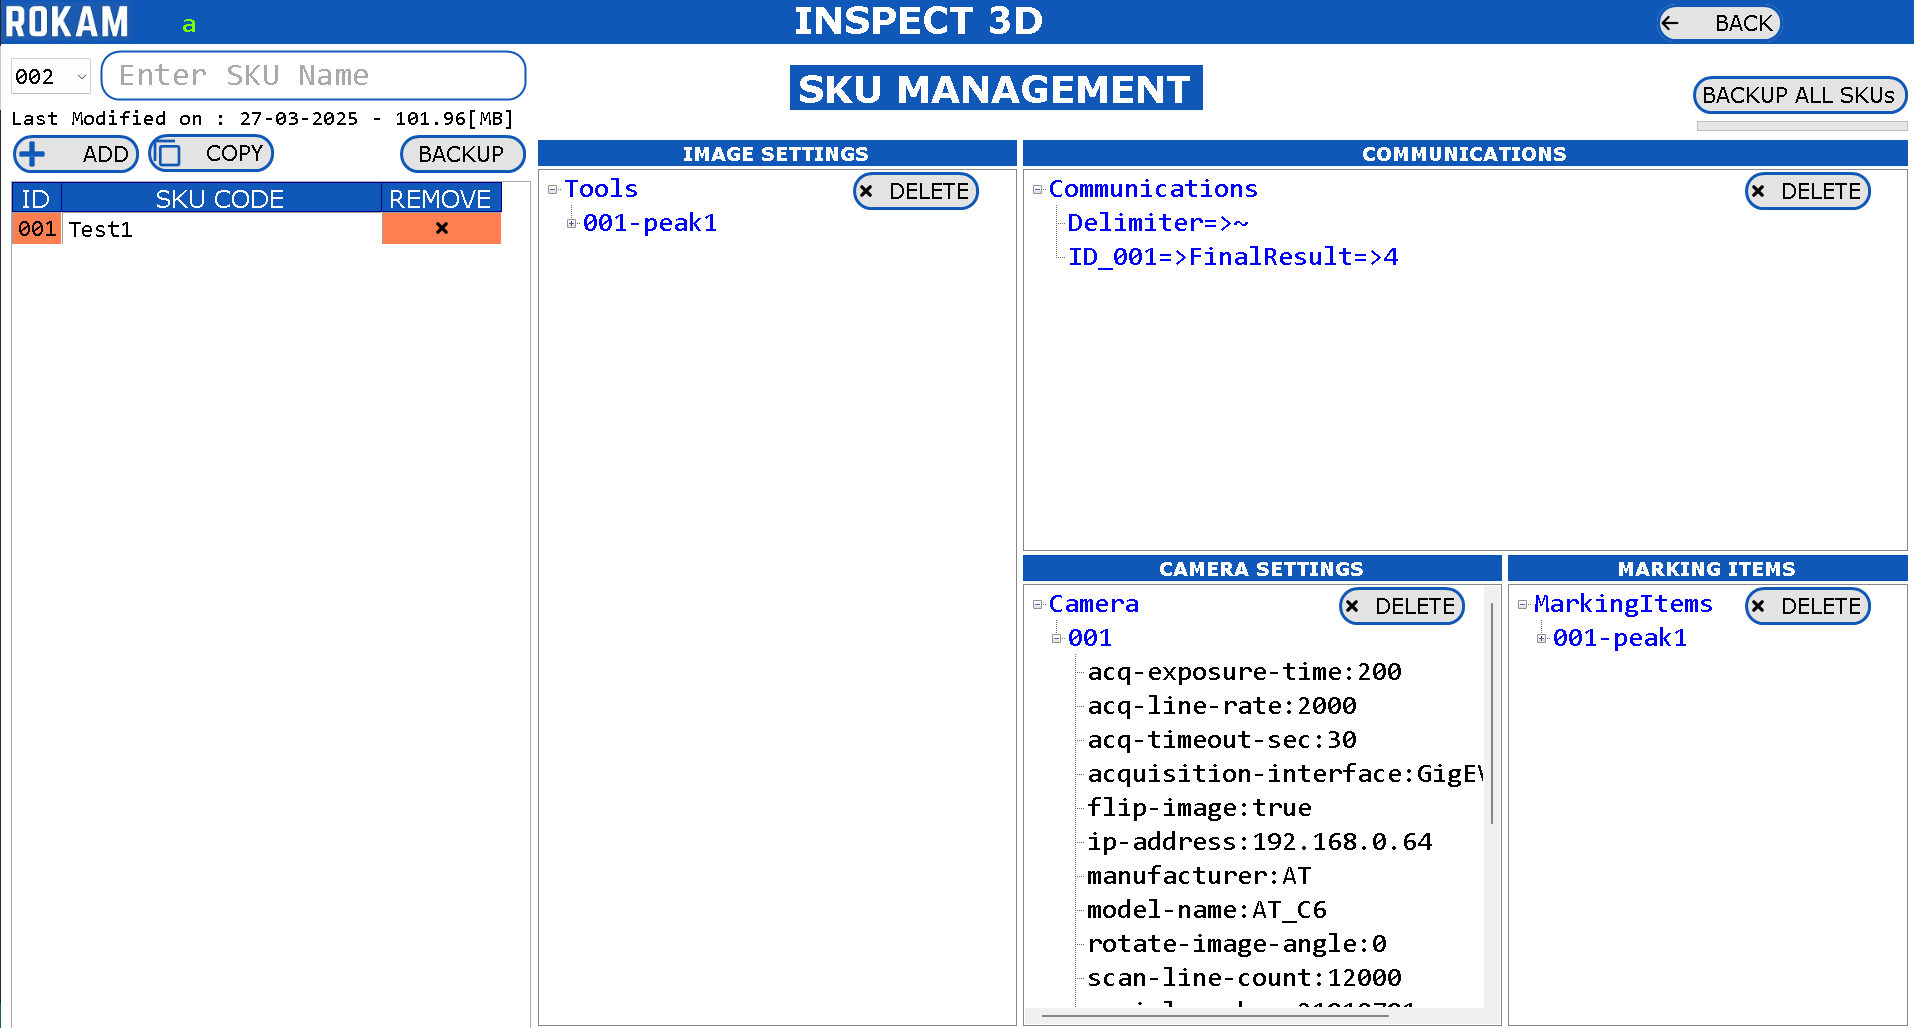 ROKAM
a
INSPECT 3D
BACK
002
Enter SKU Name
SKU MANAGEMENT
BACKUP ALL SKUs
Last Modified on : 27-03-2025 - 101.96[MB]
ADD
COPY
BACKUP
ID SKU CODE REMOVE
001 Test1
IMAGE SETTINGS
Tools
DELETE
001-peak1
COMMUNICATIONS
Communications
DELETE
Delimiter=>~
ID_001=>FinalResult=>4
CAMERA SETTINGS
Camera
DELETE
001
acq-exposure-time:200
acq-line-rate:2000
acq-timeout-sec:30
acquisition-interface:GigEV
flip-image:true
ip-address:192.168.0.64
manufacturer:AT
model-name:AT_C6
rotate-image-angle:0
scan-line-count:12000
MARKING ITEMS
MarkingItems
DELETE
001-peak1